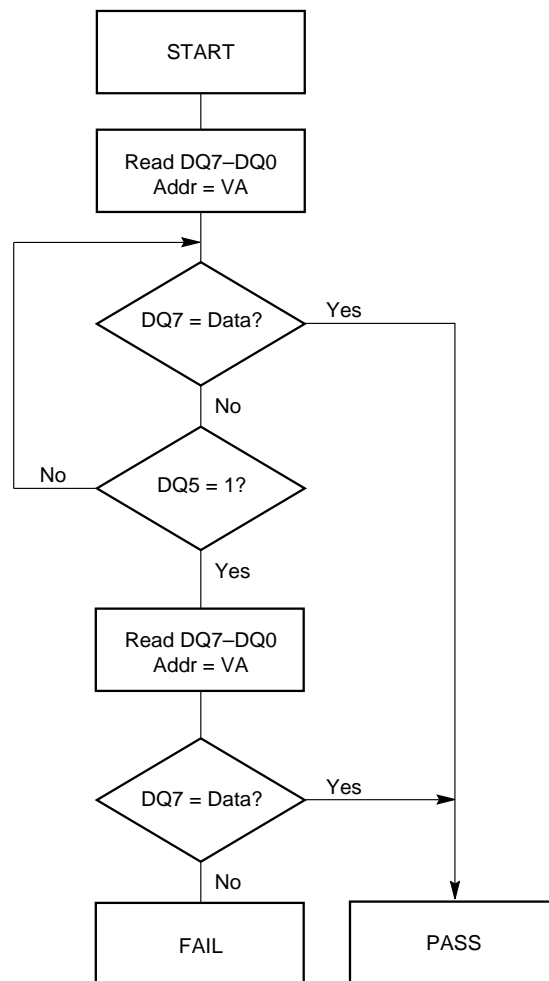 START
Read DQ7–DQ0
Addr = VA
DQ7 = Data?
Yes
No
No
DQ5 = 1?
Yes
Read DQ7–DQ0
Addr = VA
DQ7 = Data?
Yes
No
FAIL
PASS